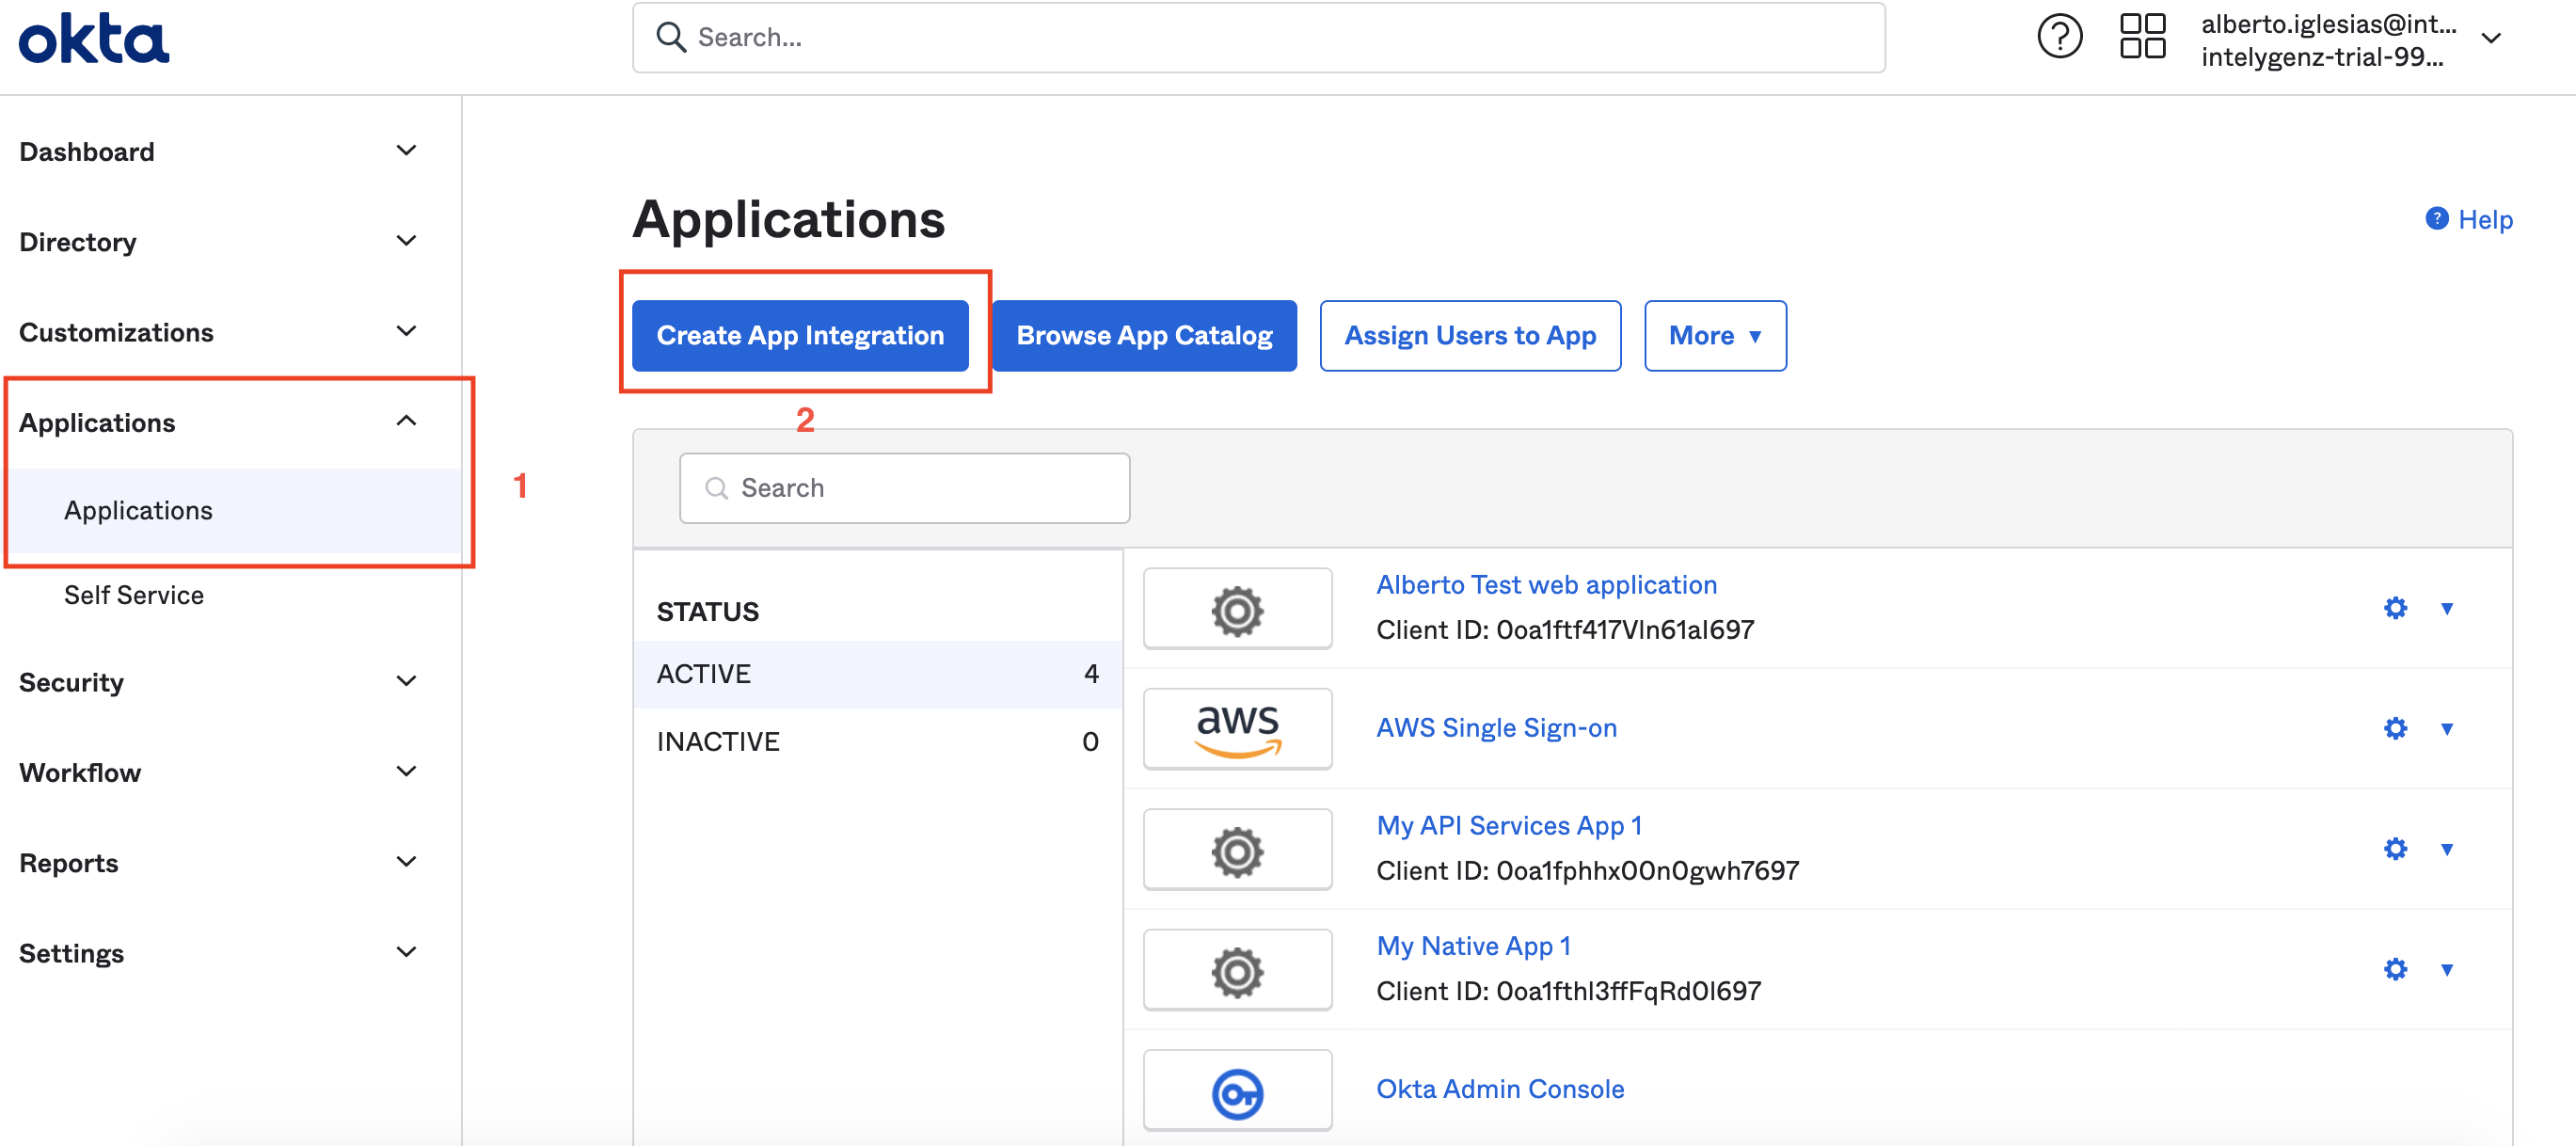 okta
Search...
alberto.iglesias@int...
intelygenz-trial-99...
Dashboard
Directory
Customizations
Applications
Applications
Self Service
Security
Workflow
Reports
Settings
1
Applications
Help
Create App Integration
Browse App Catalog
Assign Users to App
More
2
Search
STATUS
ACTIVE 4
INACTIVE 0
Alberto Test web application
Client ID: 0oa1ftf417Vln61al697
aws
AWS Single Sign-on
My API Services App 1
Client ID: 0oa1fphhx00n0gwh7697
My Native App 1
Client ID: 0oa1fthl3ffFqRd0l697
Okta Admin Console